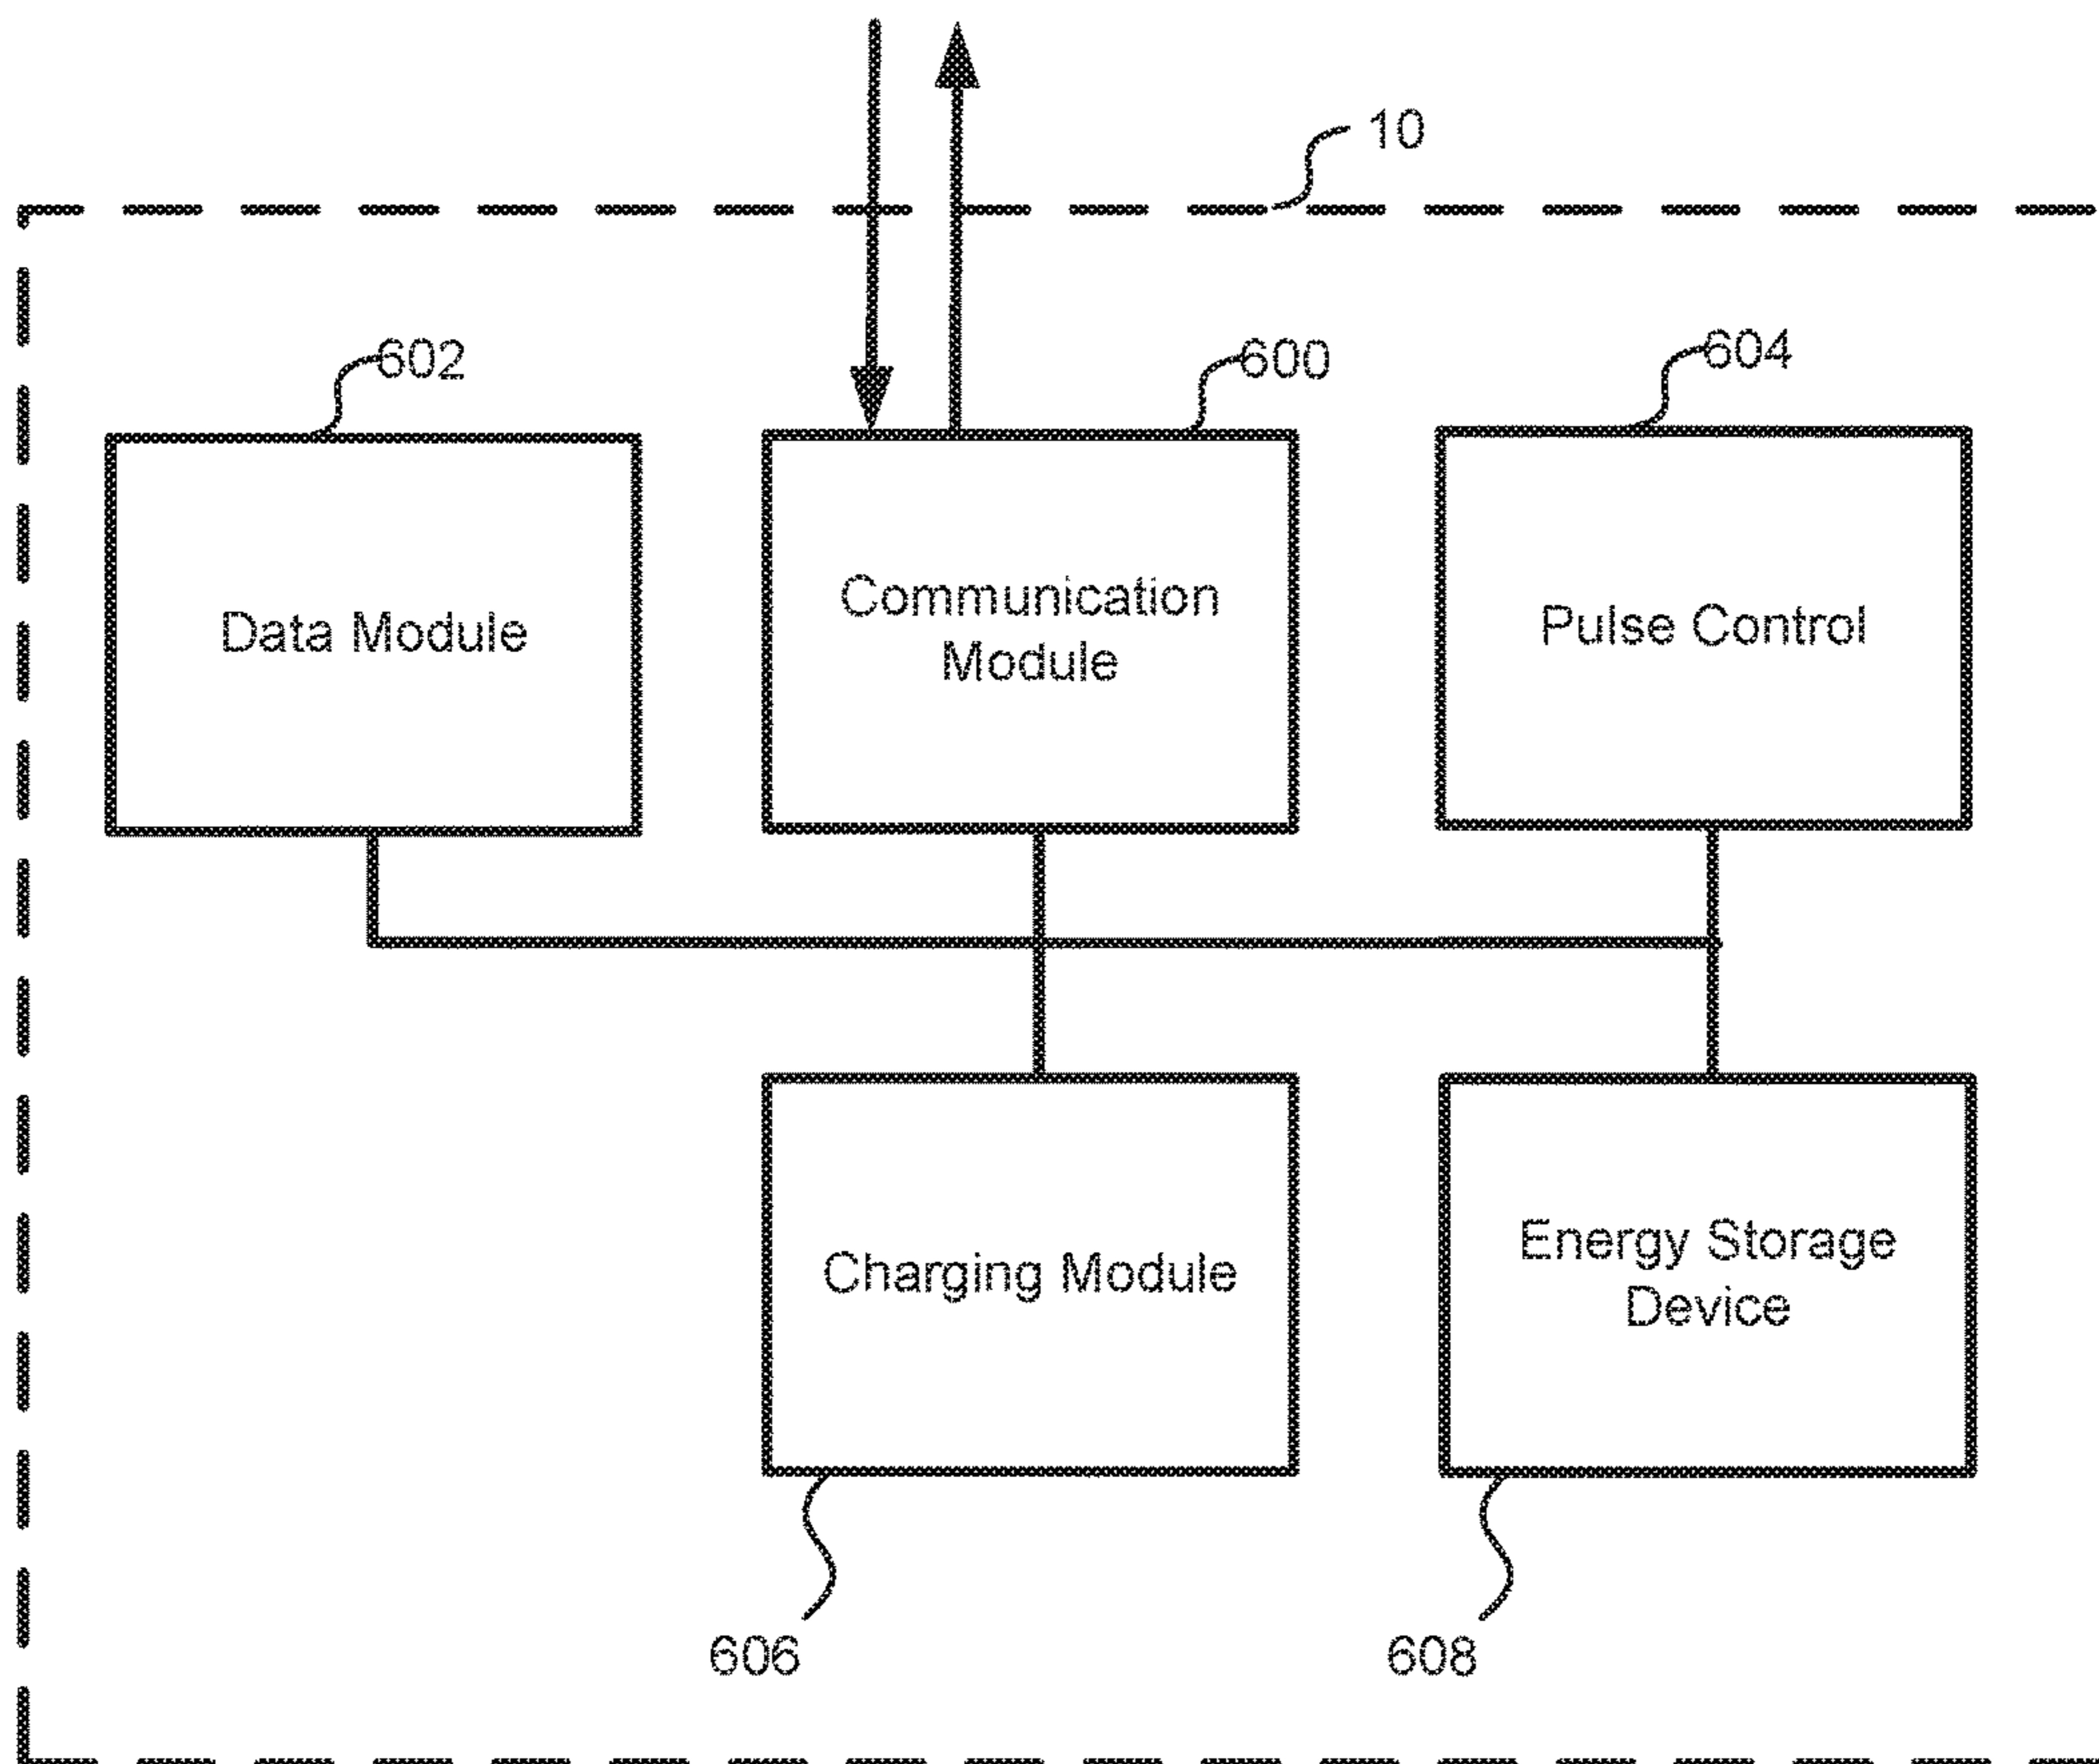 10
602
600
604
Data Module
Communication
Module
Pulse Control
Charging Module
Energy Storage
Device
606
608